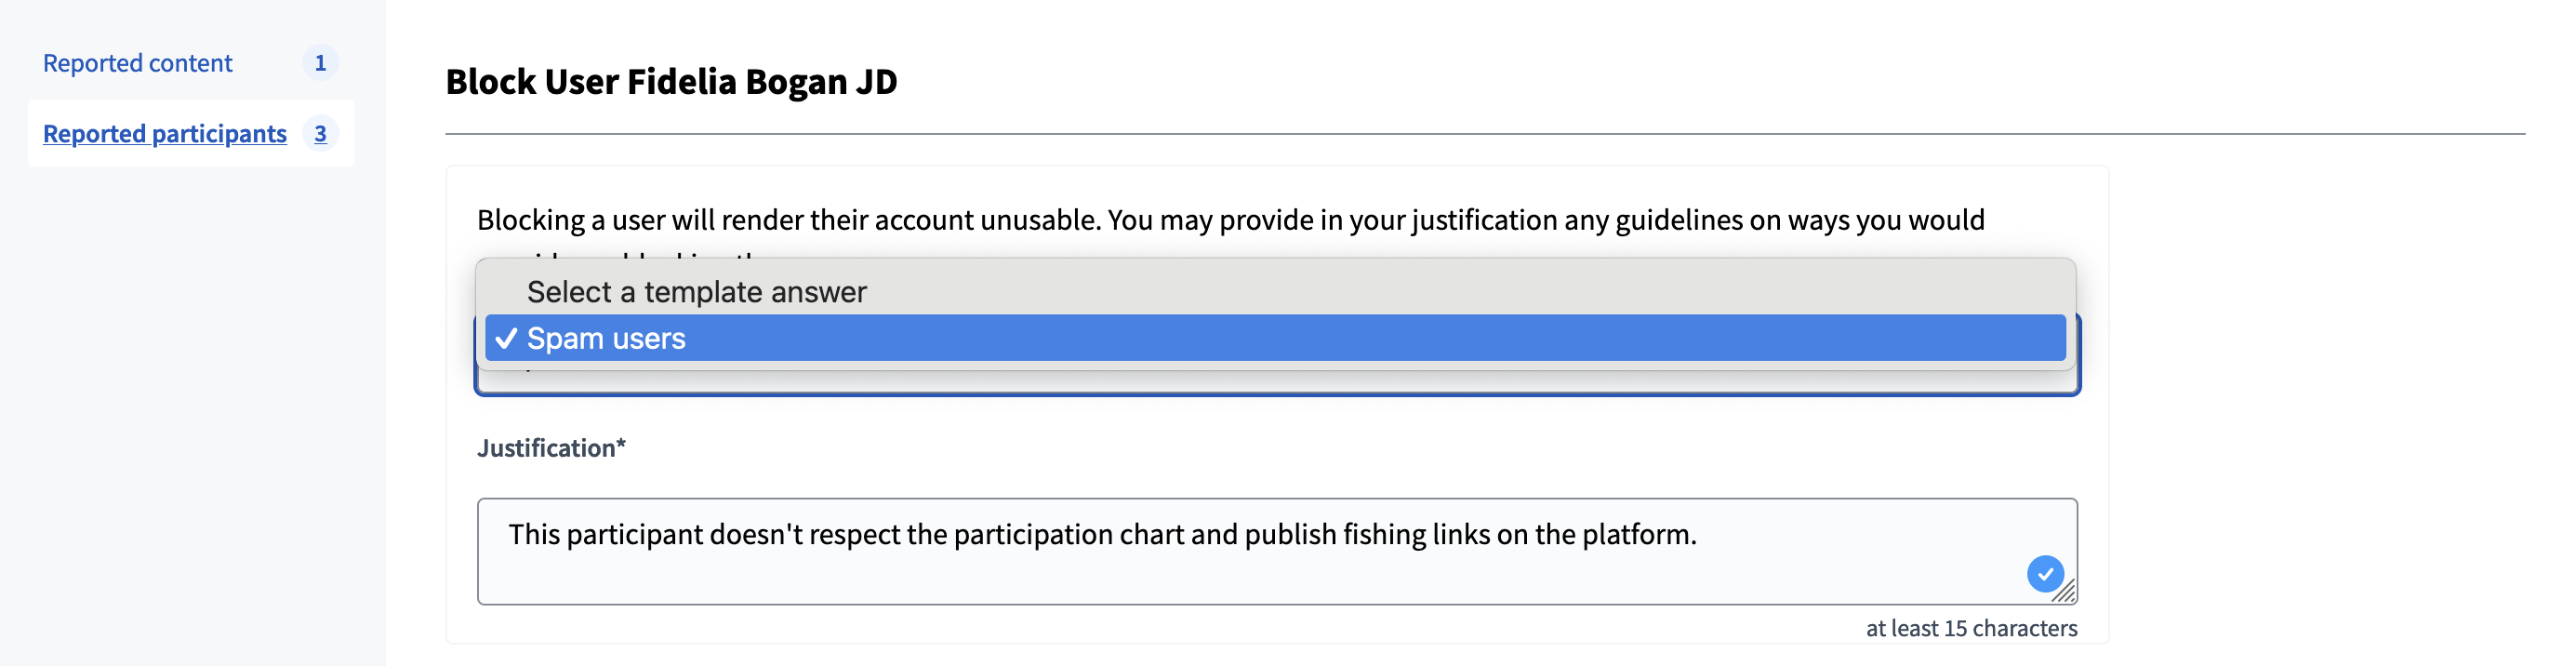 Reported content 1
Reported participants 3
Block User Fidelia Bogan JD
Blocking a user will render their account unusable. You may provide in your justification any guidelines on ways you would
Select a template answer
Spam users
Justification*
This participant doesn't respect the participation chart and publish fishing links on the platform.
at least 15 characters